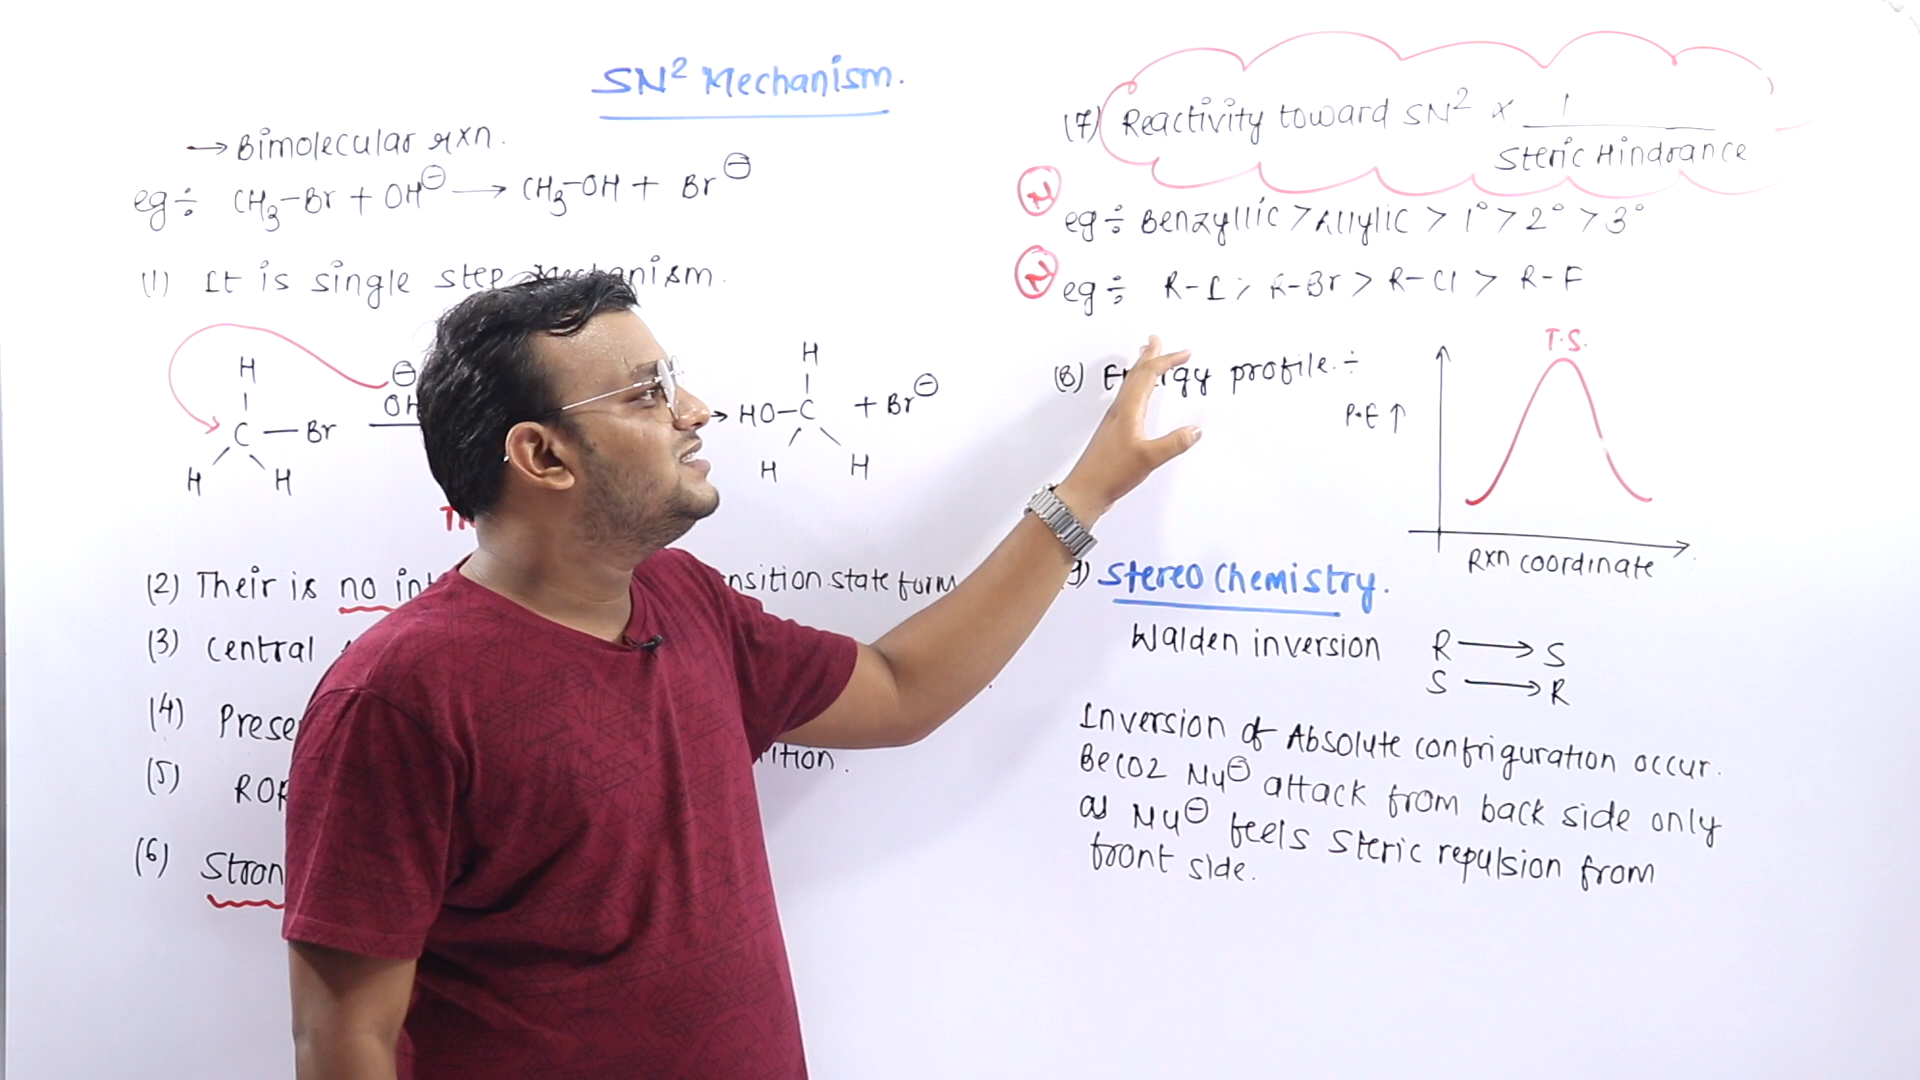 SN² Mechanism.
→ Bimolecular rxn.
eg ÷ CH₃-Br + OH⊖ → CH₃-OH + Br⊖
(1) It is single step Mechanism.
H
⊖
OH
C — Br
H H
H
→ HO-C + Br⊖
H H
(2) Their is no in nsition state form
(3) Central
(4) Prese
ition.
(5) ROR
(6) Stron
(7) Reactivity toward SN² ∝ 1
Steric Hindrance
N
eg ÷ Benzyllic > Allylic > 1° > 2° > 3°
N
eg ÷ R-I > R-Br > R-Cl > R-F
(8) Energy profile ÷
T.S.
P.E ↑
Rxn coordinate
9) Stereo Chemistry.
Walden inversion R → S
S → R
Inversion of Absolute configuration occur.
Becoz Nu⊖ attack from back side only
as Nu⊖ feels steric repulsion from
front side.